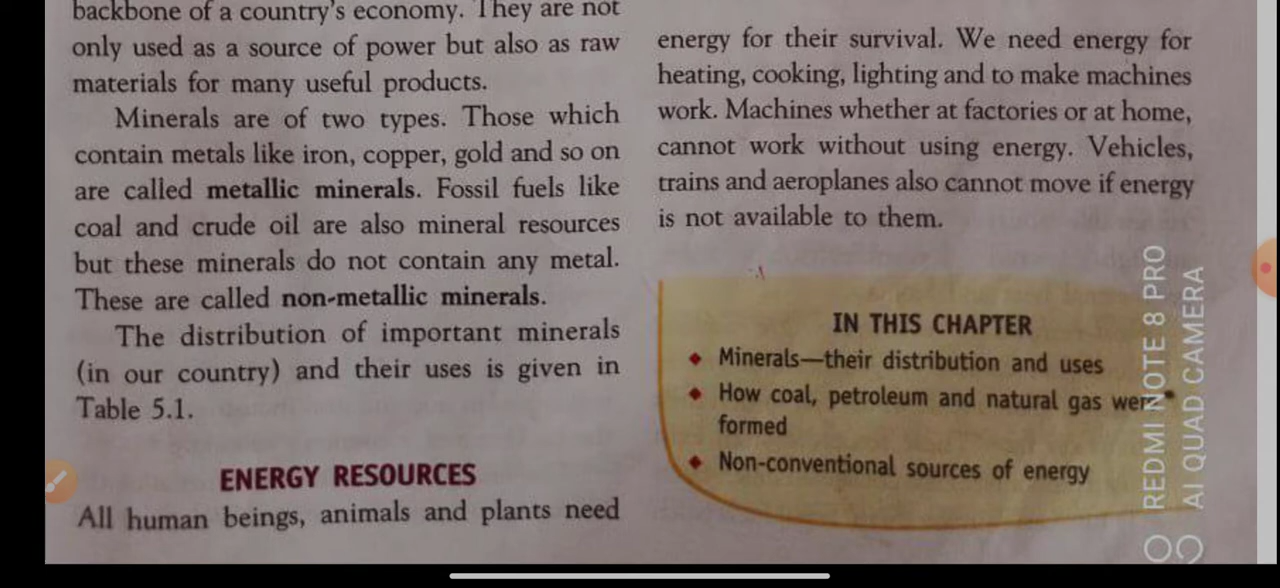 backbone of a country's economy. They are not
only used as a source of power but also as raw
materials for many useful products.
Minerals are of two types. Those which
contain metals like iron, copper, gold and so on
are called metallic minerals. Fossil fuels like
coal and crude oil are also mineral resources
but these minerals do not contain any metal.
These are called non-metallic minerals.
The distribution of important minerals
(in our country) and their uses is given in
Table 5.1.
ENERGY RESOURCES
All human beings, animals and plants need
energy for their survival. We need energy for
heating, cooking, lighting and to make machines
work. Machines whether at factories or at home,
cannot work without using energy. Vehicles,
trains and aeroplanes also cannot move if energy
is not available to them.
IN THIS CHAPTER
◆ Minerals—their distribution and uses
◆ How coal, petroleum and natural gas were
formed
◆ Non-conventional sources of energy
REDMI NOTE 8 PRO
AI QUAD CAMERA